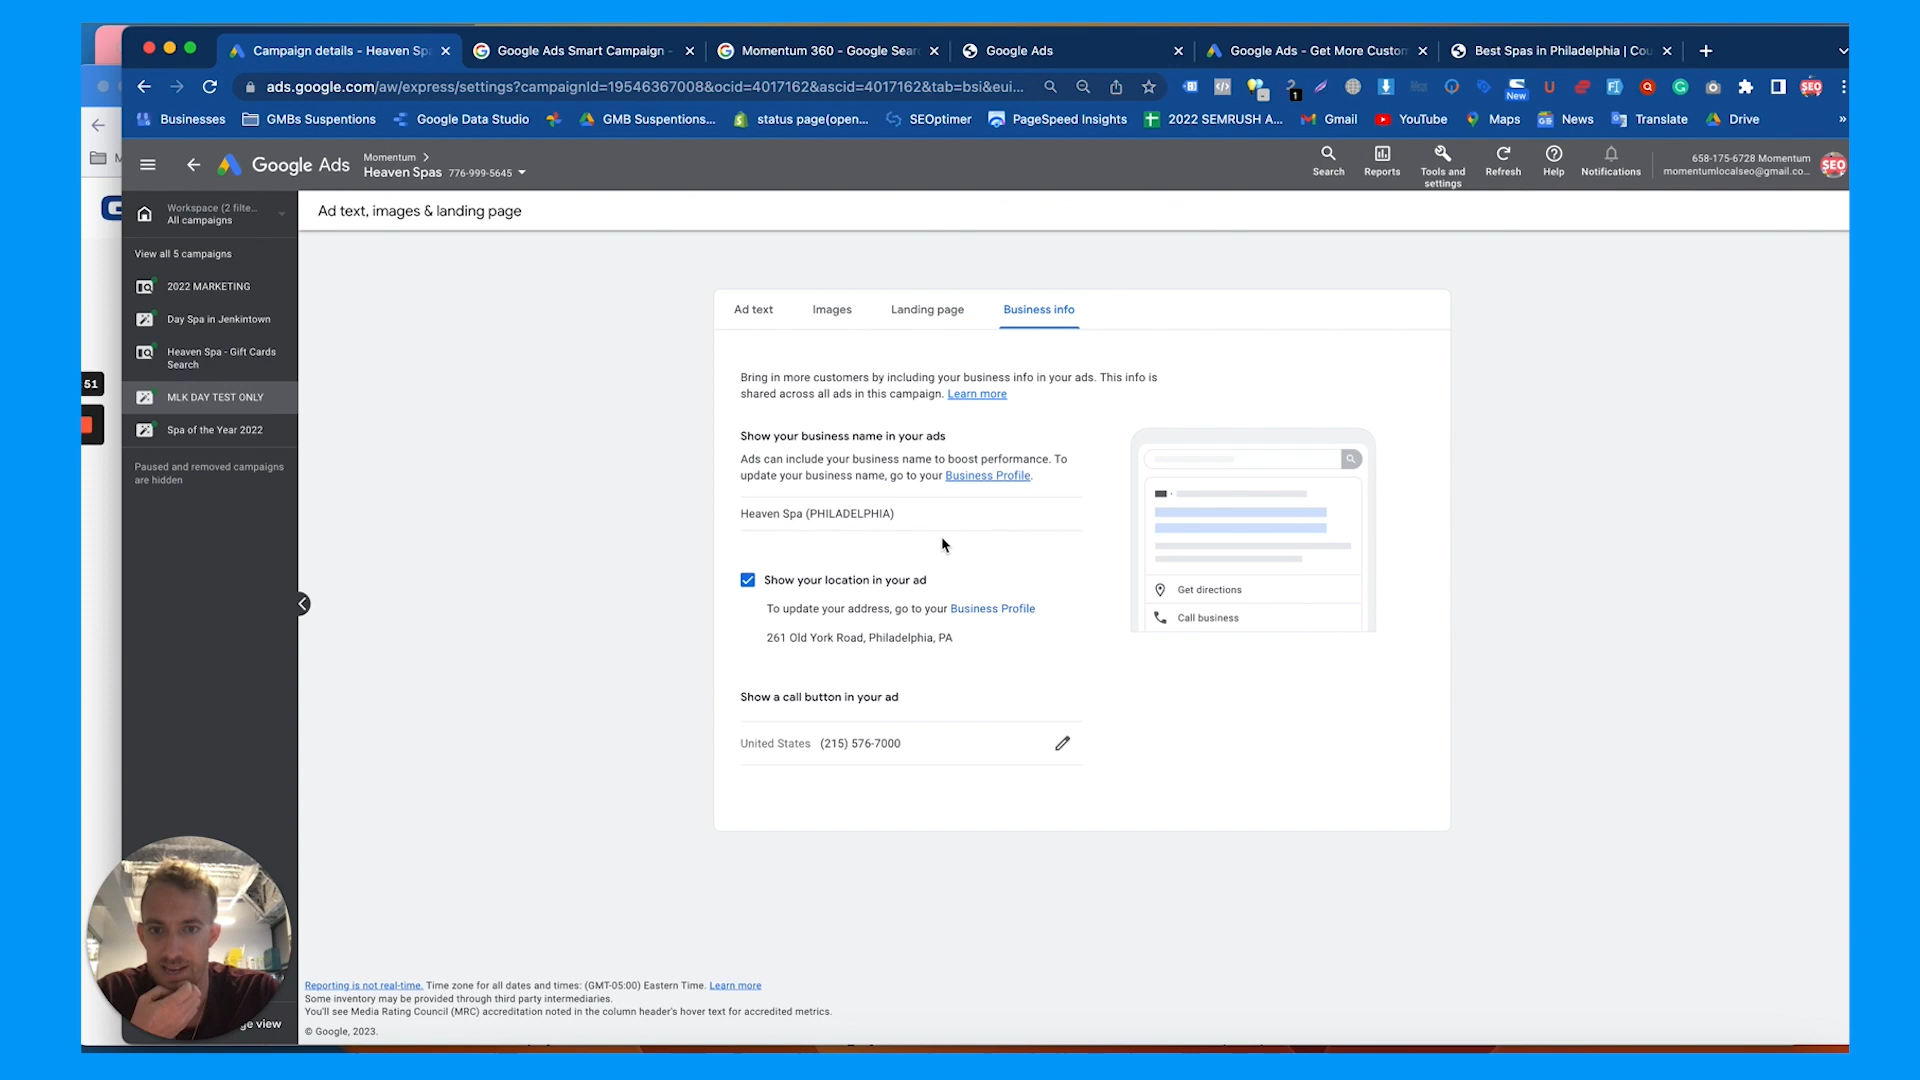 Campaign details - Heaven Sp
Google Ads Smart Campaign -
Momentum 360 - Google Sear
Google Ads
Google Ads - Get More Custom
Best Spas in Philadelphia | Cou
ads.google.com/aw/express/settings?campaignId=19546367008&ocid=4017162&ascid=4017162&tab=bsi&eui...
1
New
SEO
Businesses
GMBs Suspentions
Google Data Studio
GMB Suspentions...
status page(open...
SEOptimer
PageSpeed Insights
2022 SEMRUSH A...
Gmail
YouTube
Maps
News
Translate
Drive
»
Google Ads
Momentum
Heaven Spas 776-999-5645
Search
Reports
Tools and
settings
Refresh
Help
Notifications
658-175-6728 Momentum
momentumlocalseo@gmail.co...
SEO
Workspace (2 filte...
All campaigns
Ad text, images & landing page
View all 5 campaigns
2022 MARKETING
Day Spa in Jenkintown
Heaven Spa - Gift Cards
Search
MLK DAY TEST ONLY
Spa of the Year 2022
Paused and removed campaigns
are hidden
51
Ad text
Images
Landing page
Business info
Bring in more customers by including your business info in your ads. This info is
shared across all ads in this campaign. Learn more
Show your business name in your ads
Ads can include your business name to boost performance. To
update your business name, go to your Business Profile.
Heaven Spa (PHILADELPHIA)
Show your location in your ad
To update your address, go to your Business Profile
261 Old York Road, Philadelphia, PA
Show a call button in your ad
United States (215) 576-7000
Get directions
Call business
Reporting is not real-time. Time zone for all dates and times: (GMT-05:00) Eastern Time. Learn more
Some inventory may be provided through third party intermediaries.
You'll see Media Rating Council (MRC) accreditation noted in the column header's hover text for accredited metrics.
© Google, 2023.
ge view